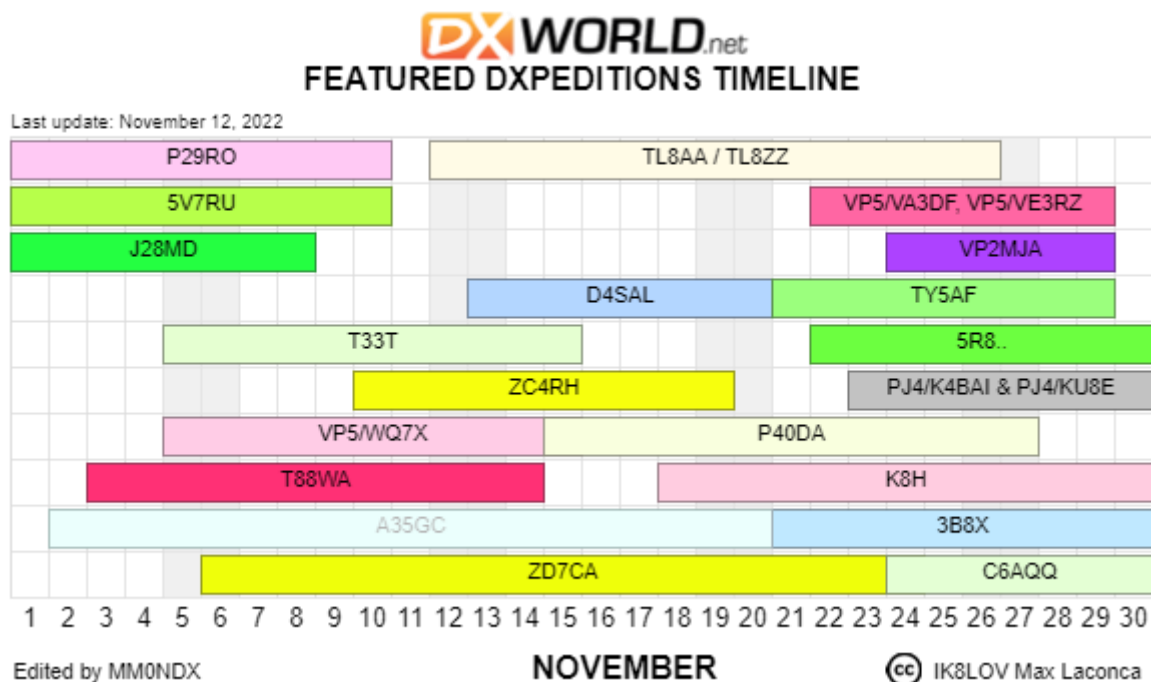 DX WORLD.net
FEATURED DXPEDITIONS TIMELINE
Last update: November 12, 2022
P29RO TL8AA / TL8ZZ
5V7RU VP5/VA3DF, VP5/VE3RZ
J28MD VP2MJA
D4SAL TY5AF
T33T 5R8..
ZC4RH PJ4/K4BAI & PJ4/KU8E
VP5/WQ7X P40DA
T88WA K8H
A35GC 3B8X
ZD7CA C6AQQ
1 2 3 4 5 6 7 8 9 10 11 12 13 14 15 16 17 18 19 20 21 22 23 24 25 26 27 28 29 30
Edited by MM0NDX NOVEMBER cc IK8LOV Max Laconca